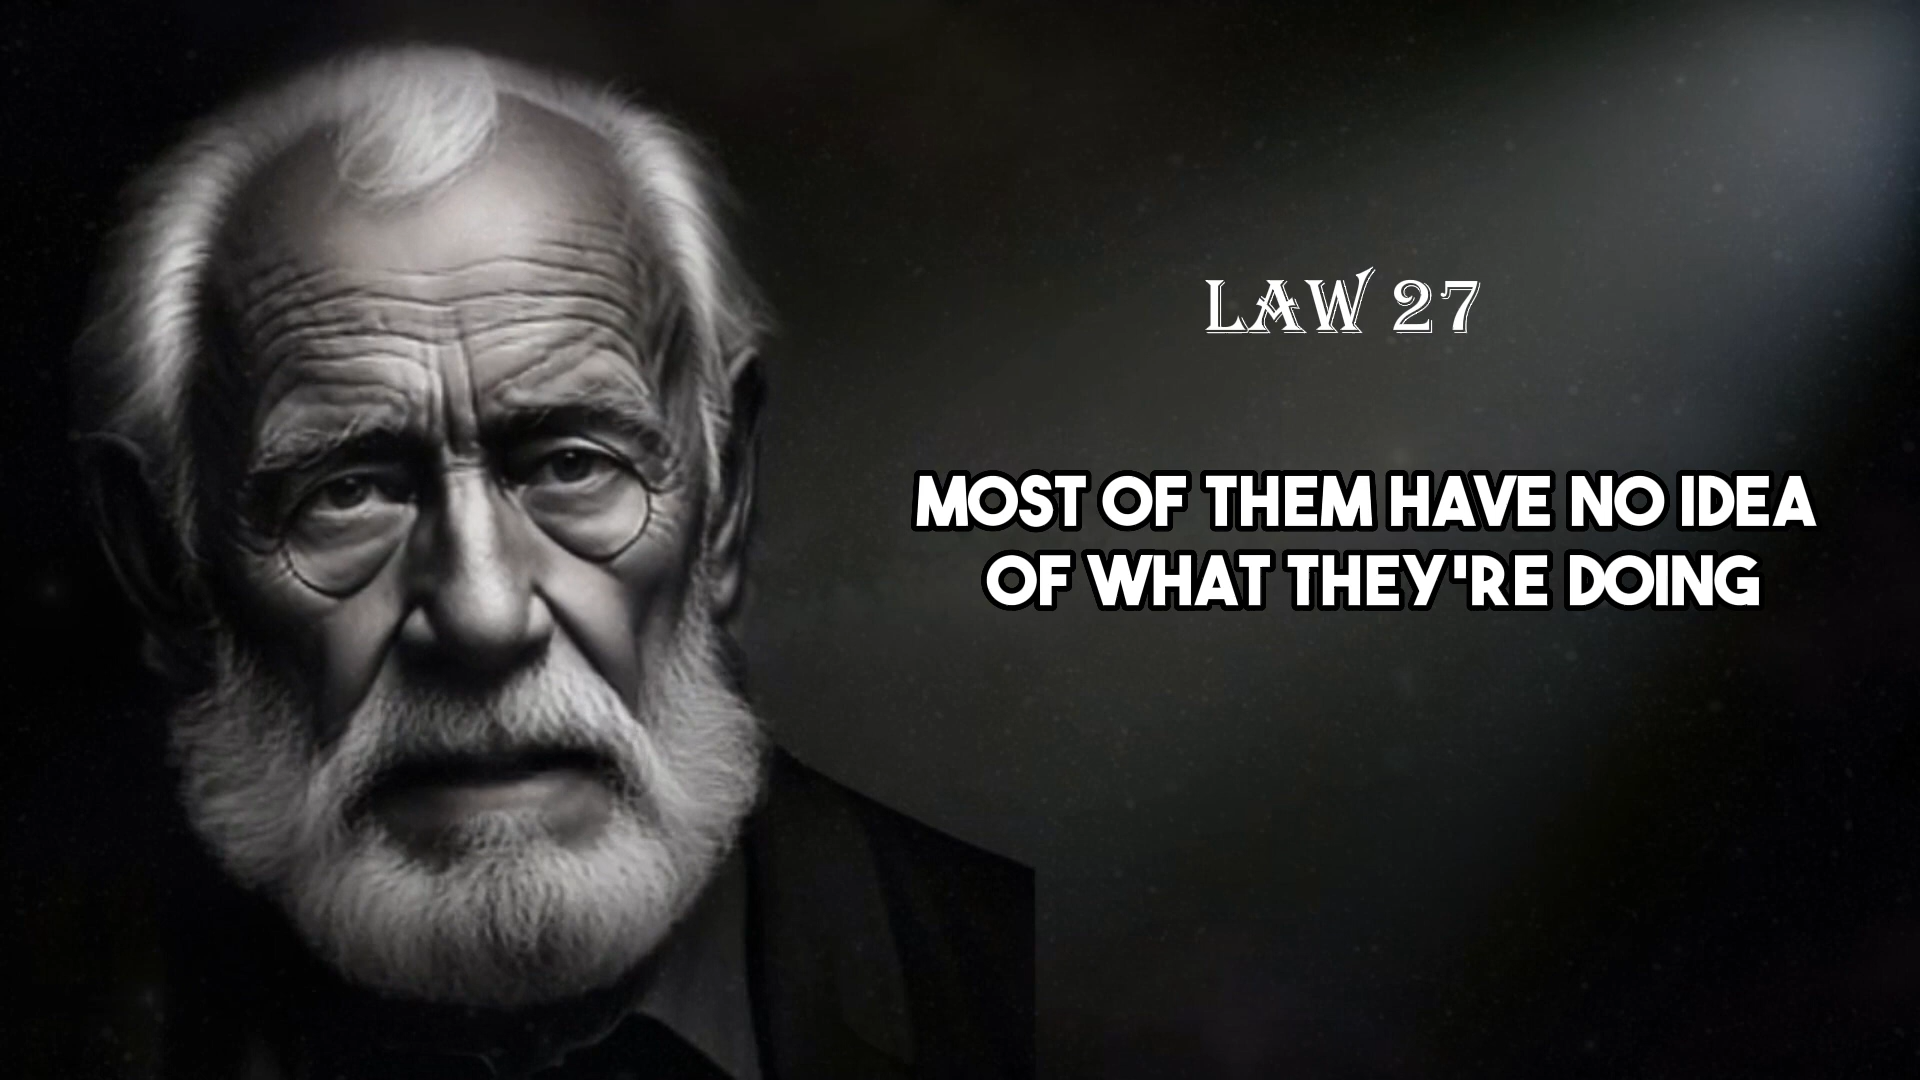 LAW 27
MOST OF THEM HAVE NO IDEA
OF WHAT THEY'RE DOING